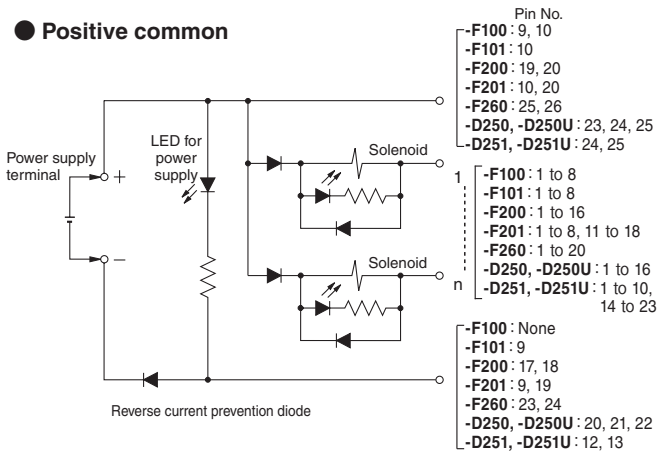 ● Positive common
Pin No.
-F100 : 9, 10
-F101 : 10
-F200 : 19, 20
-F201 : 10, 20
-F260 : 25, 26
-D250, -D250U : 23, 24, 25
-D251, -D251U : 24, 25
Power supply
terminal
+
−
LED for
power
supply
Solenoid
1
Solenoid
n
-F100 : 1 to 8
-F101 : 1 to 8
-F200 : 1 to 16
-F201 : 1 to 8, 11 to 18
-F260 : 1 to 20
-D250, -D250U : 1 to 16
-D251, -D251U : 1 to 10,
14 to 23
Reverse current prevention diode
-F100 : None
-F101 : 9
-F200 : 17, 18
-F201 : 9, 19
-F260 : 23, 24
-D250, -D250U : 20, 21, 22
-D251, -D251U : 12, 13